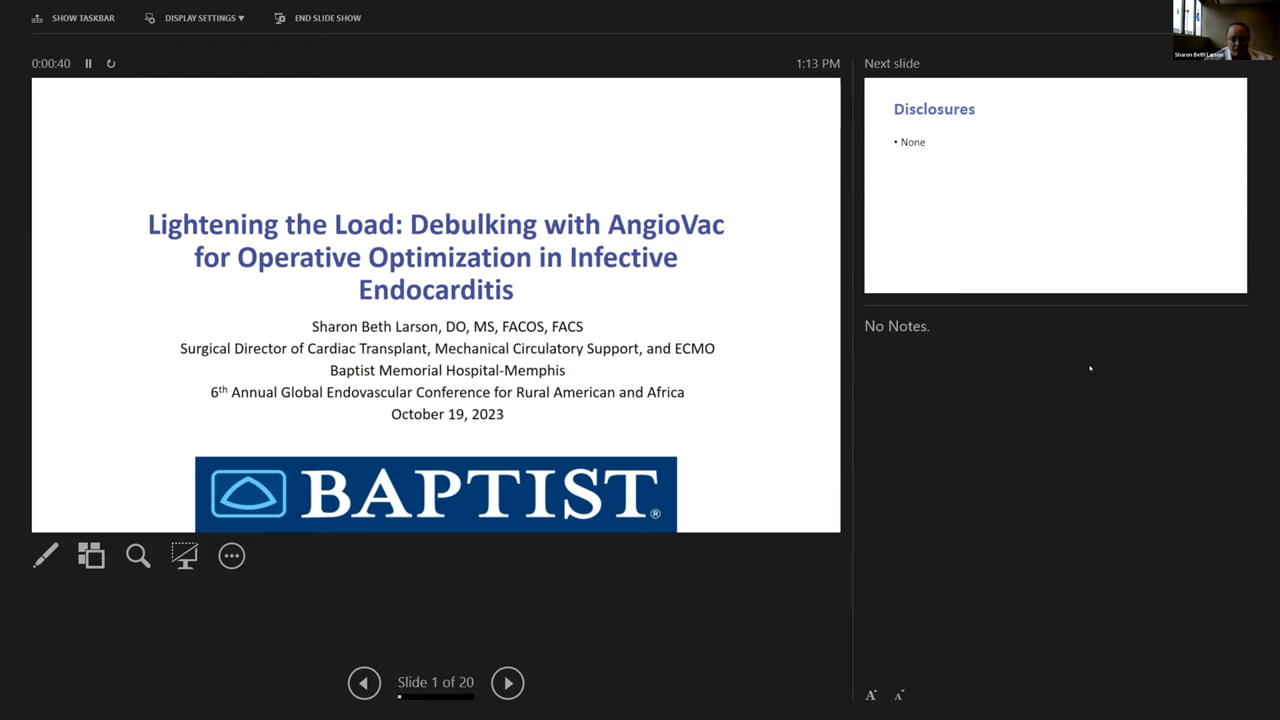 SHOW TASKBAR
DISPLAY SETTINGS ▼
END SLIDE SHOW
Sharon Beth Larson
0:00:40
1:13 PM
Next slide
Lightening the Load: Debulking with AngioVac
for Operative Optimization in Infective
Endocarditis
Sharon Beth Larson, DO, MS, FACOS, FACS
Surgical Director of Cardiac Transplant, Mechanical Circulatory Support, and ECMO
Baptist Memorial Hospital-Memphis
6th Annual Global Endovascular Conference for Rural American and Africa
October 19, 2023
BAPTIST®
Disclosures
• None
No Notes.
Slide 1 of 20
A A